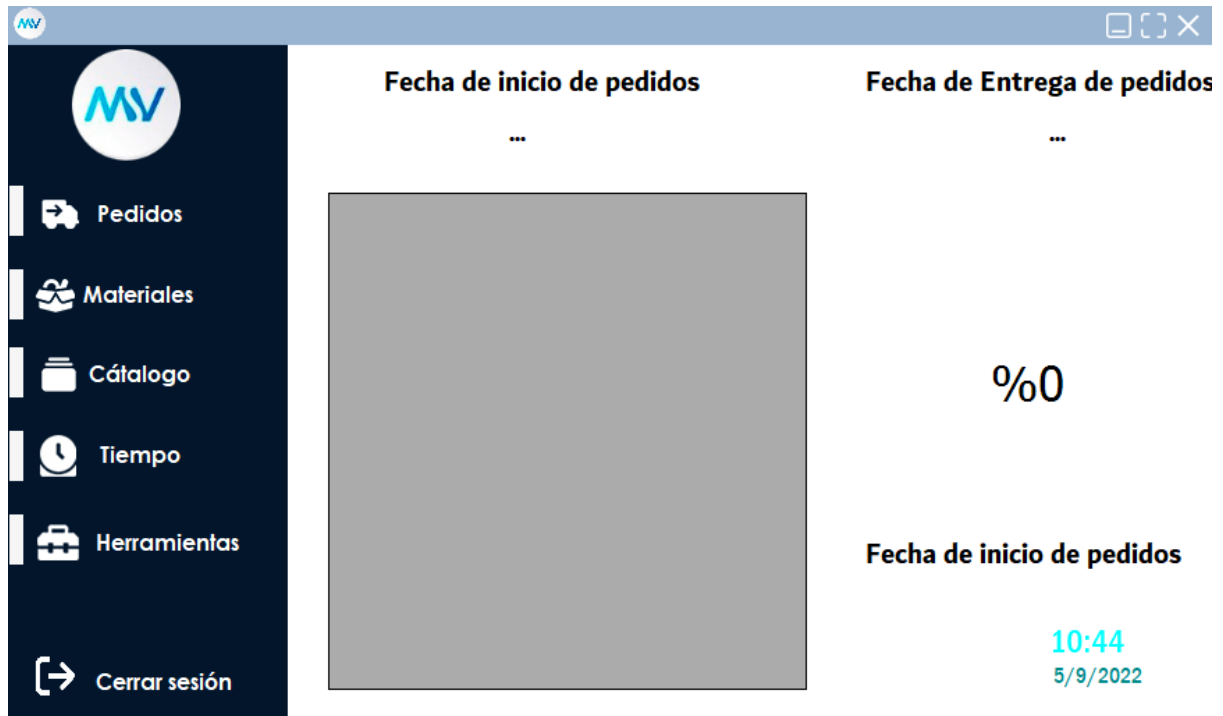 MV
MV
Pedidos
Materiales
Cátalogo
Tiempo
Herramientas
Cerrar sesión
Fecha de inicio de pedidos
...
Fecha de Entrega de pedidos
...
%0
Fecha de inicio de pedidos
10:44
5/9/2022